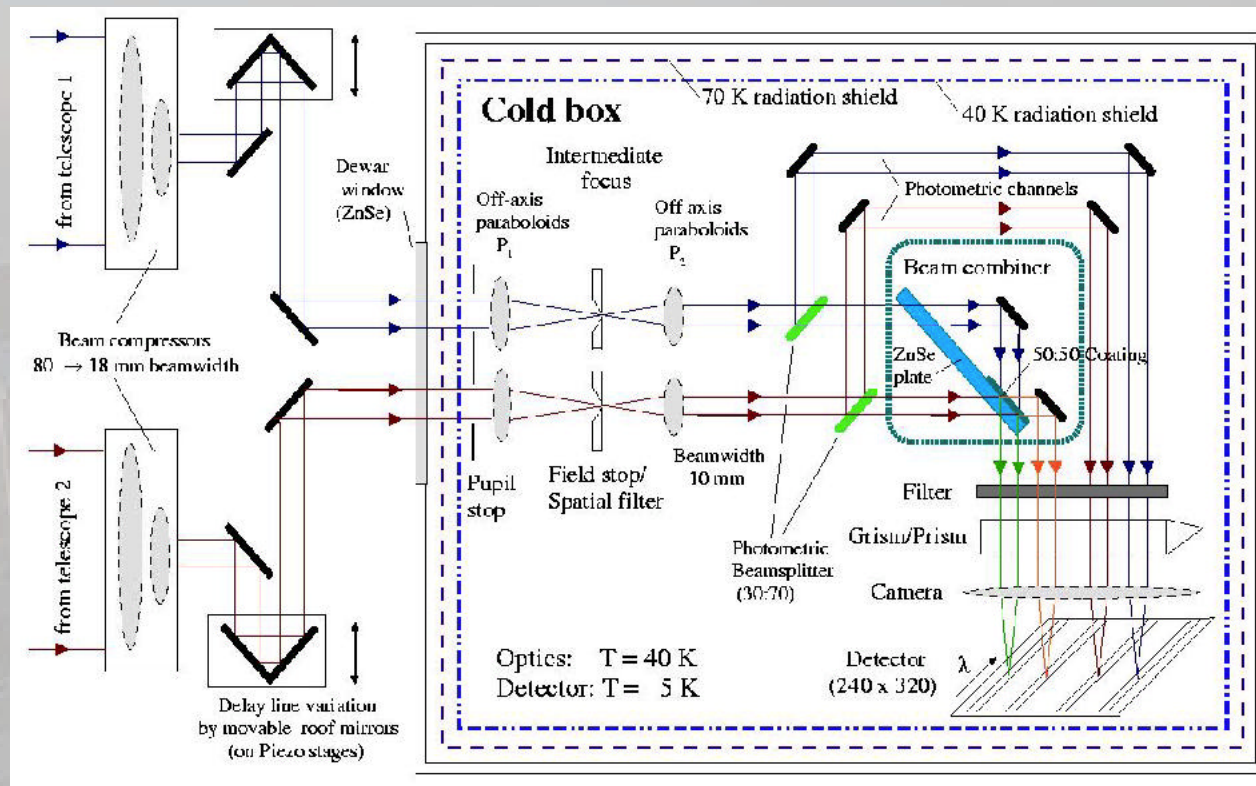 from telescope 1
Beam compressors
80 → 18 mm beamwidth
from telescope 2
Delay line variation
by movable roof mirrors
(on Piezo stages)
Dewar
window
(ZnSe)
Cold box
70 K radiation shield
40 K radiation shield
Intermediate
focus
Off-axis
paraboloids
P₁
Off axis
paraboloids
P₂
Photometric channels
Beam combiner
ZnSe
plate
50:50 Coating
Pupil
stop
Field stop/
Spatial filter
Beamwidth
10 mm
Photometric
Beamsplitter
(30:70)
Filter
Grism/Prism
Camera
λ
Detector
(240 x 320)
Optics: T = 40 K
Detector: T = 5 K